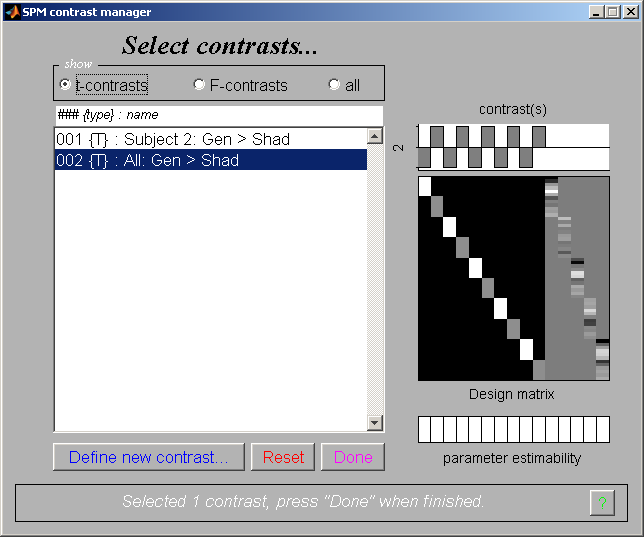 SPM contrast manager
Select contrasts...
show
t-contrasts
F-contrasts
all
### {type} : name
001 {T} : Subject 2: Gen > Shad
002 {T} : All: Gen > Shad
contrast(s)
2
Design matrix
parameter estimability
Define new contrast...
Reset
Done
Selected 1 contrast, press "Done" when finished.
?